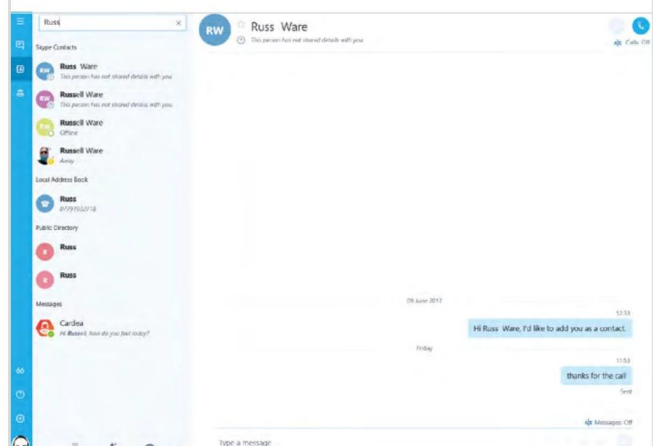 Russ
Skype Contacts
RW
Russ Ware
This person has not shared details with you
RW
Russell Ware
This person has not shared details with you
RW
Russell Ware
Offline
Russell Ware
Away
Local Address Book
Russ
Public Directory
R
Russ
R
Russ
Messages
Cardea
Hi Russell, how do you feel today?
RW
Russ Ware
This person has not shared details with you
Calls: Off
09 June 2017
12:53
Hi Russ Ware, I'd like to add you as a contact.
Friday
11:53
thanks for the call
Sent
Messages: Off
Type a message